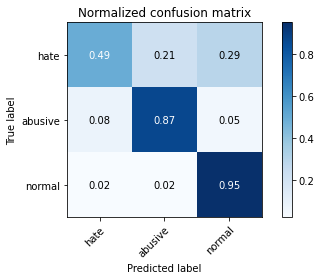 Normalized confusion matrix
True label
hate 0.49 0.21 0.29
abusive 0.08 0.87 0.05
normal 0.02 0.02 0.95
hate abusive normal
Predicted label
0.8
0.6
0.4
0.2